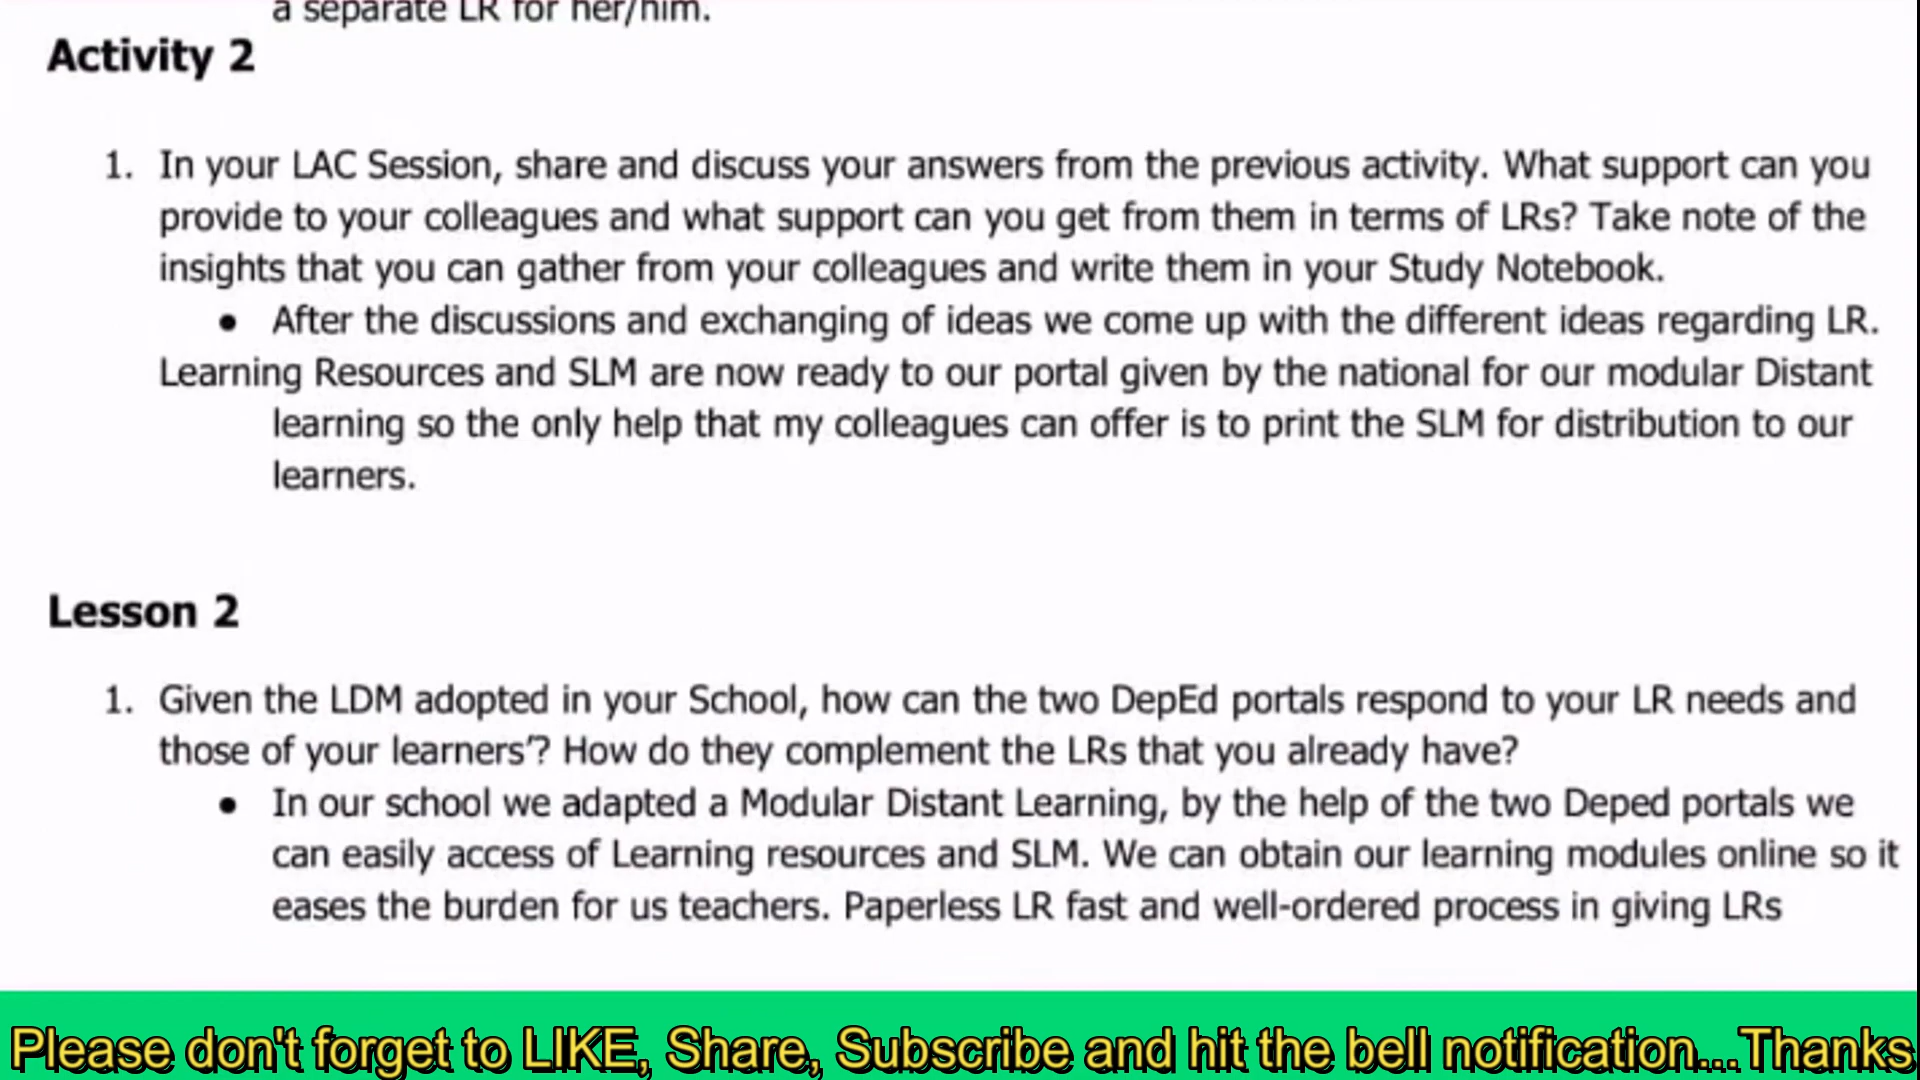 a separate LR for her/him.
Activity 2
1. In your LAC Session, share and discuss your answers from the previous activity. What support can you
provide to your colleagues and what support can you get from them in terms of LRs? Take note of the
insights that you can gather from your colleagues and write them in your Study Notebook.
● After the discussions and exchanging of ideas we come up with the different ideas regarding LR.
Learning Resources and SLM are now ready to our portal given by the national for our modular Distant
learning so the only help that my colleagues can offer is to print the SLM for distribution to our
learners.
Lesson 2
1. Given the LDM adopted in your School, how can the two DepEd portals respond to your LR needs and
those of your learners’? How do they complement the LRs that you already have?
● In our school we adapted a Modular Distant Learning, by the help of the two Deped portals we
can easily access of Learning resources and SLM. We can obtain our learning modules online so it
eases the burden for us teachers. Paperless LR fast and well-ordered process in giving LRs
Please don't forget to LIKE, Share, Subscribe and hit the bell notification...Thanks